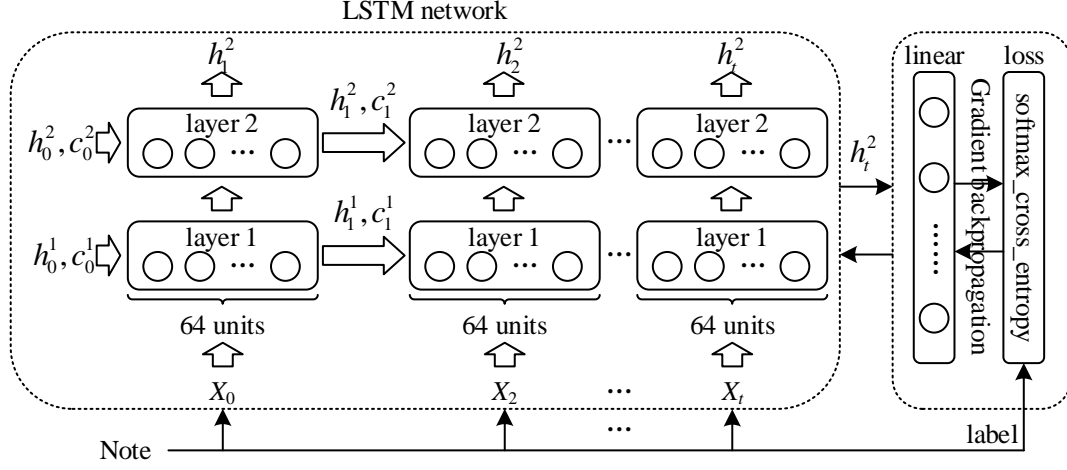 LSTM network
h_1^2 h_2^2 h_t^2 linear loss
h_0^2, c_0^2 layer 2 h_1^2, c_1^2 layer 2 ... layer 2
... ... ...
h_t^2
h_0^1, c_0^1 layer 1 h_1^1, c_1^1 layer 1 ... layer 1
... ... ...
Gradient backpropagation
softmax_cross_entropy
......
64 units 64 units 64 units
X_0 X_2 ... X_t
...
Note label